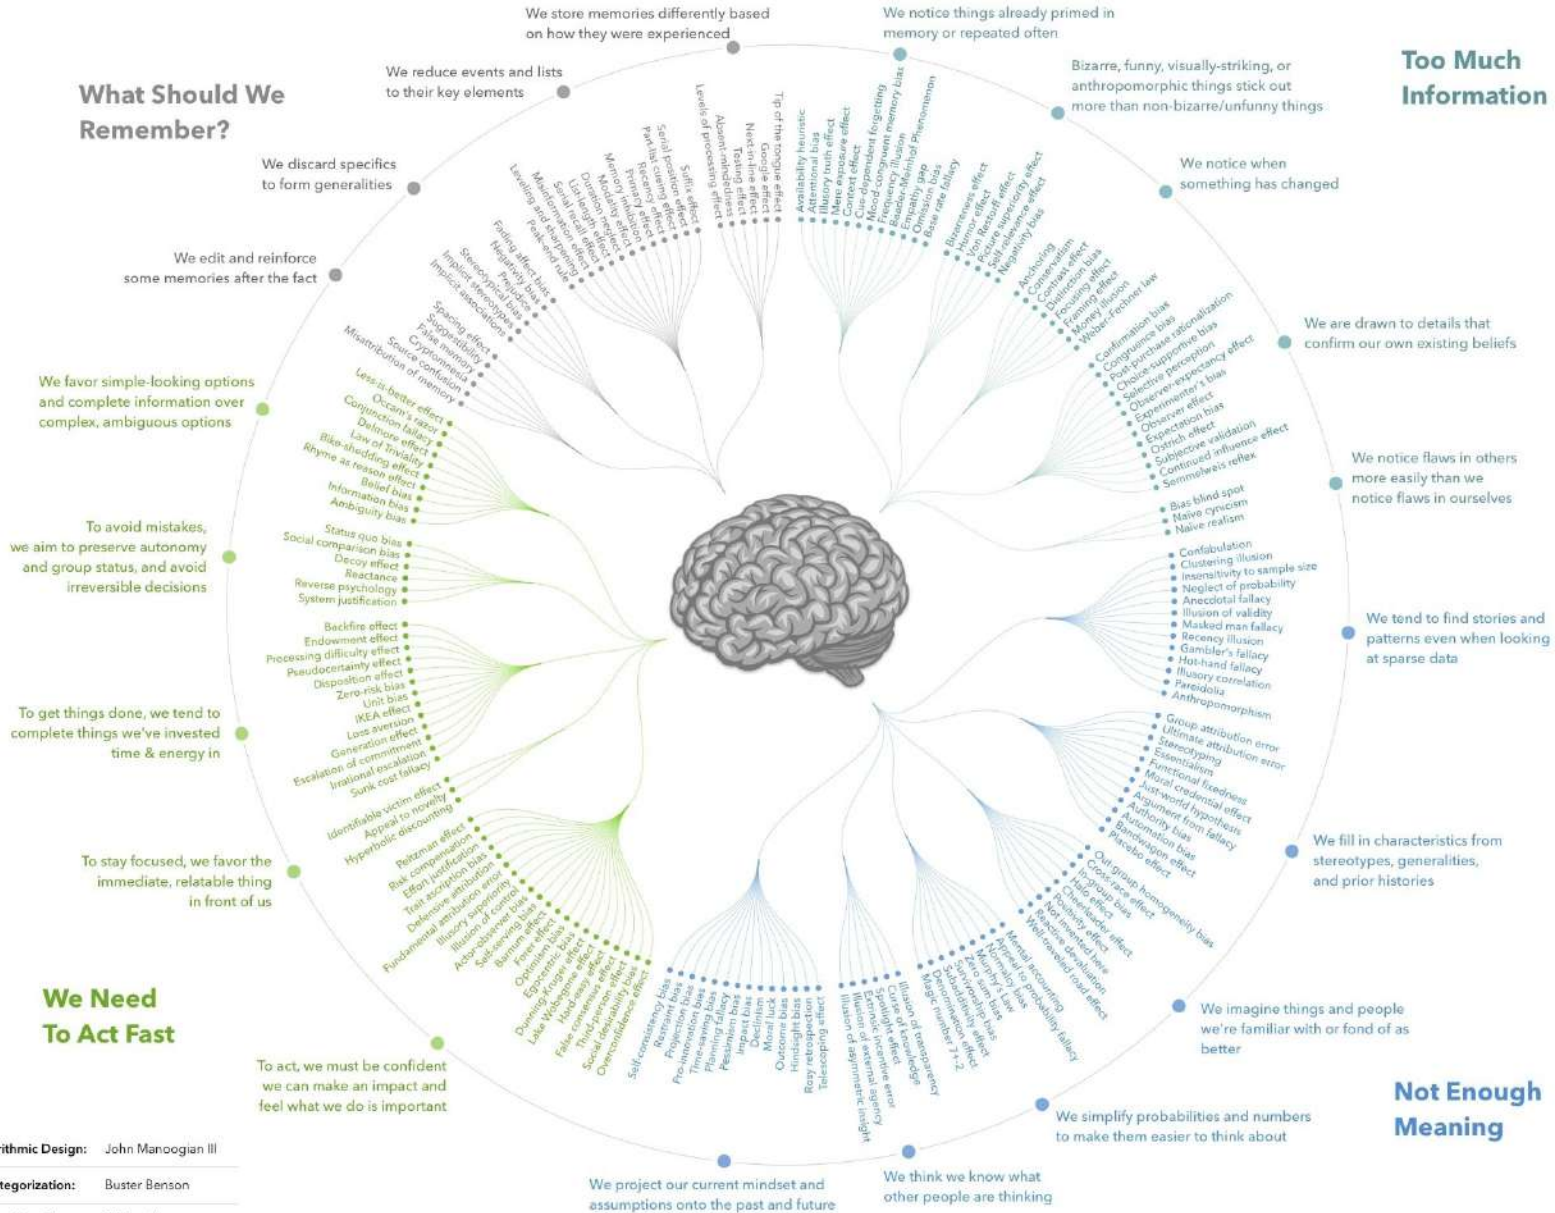 What Should We
Remember?
We store memories differently based
on how they were experienced
We reduce events and lists
to their key elements
We discard specifics
to form generalities
We edit and reinforce
some memories after the fact
Tip of the tongue effect
Google effect
Next-in-line effect
Testing effect
Absent-mindedness
Levels of processing effect
Suffix effect
Serial position effect
Part-list cueing effect
Recency effect
Primacy effect
Memory inhibition
Modality effect
Duration neglect
List-length effect
Serial recall effect
Misinformation effect
Leveling and sharpening
Peak-end rule
Fading affect bias
Negativity bias
Prejudice
Stereotypical bias
Implicit stereotypes
Implicit associations
Spacing effect
Suggestibility
False memory
Cryptomnesia
Source confusion
Misattribution of memory
Too Much
Information
We notice things already primed in
memory or repeated often
Bizarre, funny, visually-striking, or
anthropomorphic things stick out
more than non-bizarre/unfunny things
We notice when
something has changed
We are drawn to details that
confirm our own existing beliefs
We notice flaws in others
more easily than we
notice flaws in ourselves
Availability heuristic
Attentional bias
Illusory truth effect
Mere exposure effect
Context effect
Cue-dependent forgetting
Mood-congruent memory bias
Frequency illusion
Baader-Meinhof Phenomenon
Empathy gap
Omission bias
Base rate fallacy
Bizarreness effect
Humor effect
Von Restorff effect
Picture superiority effect
Self-relevance effect
Negativity bias
Anchoring
Conservatism
Contrast effect
Distinction bias
Focusing effect
Framing effect
Money illusion
Weber-Fechner law
Confirmation bias
Congruence bias
Post-purchase rationalization
Choice-supportive bias
Selective perception
Observer-expectancy effect
Experimenter's bias
Observer effect
Expectation bias
Ostrich effect
Subjective validation
Continued influence effect
Semmelweis reflex
Bias blind spot
Naïve cynicism
Naïve realism
We tend to find stories and
patterns even when looking
at sparse data
We fill in characteristics from
stereotypes, generalities,
and prior histories
We imagine things and people
we're familiar with or fond of as
better
We simplify probabilities and numbers
to make them easier to think about
We think we know what
other people are thinking
We project our current mindset and
assumptions onto the past and future
Not Enough
Meaning
Confabulation
Clustering illusion
Insensitivity to sample size
Neglect of probability
Anecdotal fallacy
Illusion of validity
Masked man fallacy
Recency illusion
Gambler's fallacy
Hot-hand fallacy
Illusory correlation
Pareidolia
Anthropomorphism
Group attribution error
Ultimate attribution error
Stereotyping
Essentialism
Functional fixedness
Moral credential effect
Just-world hypothesis
Argument from fallacy
Authority bias
Automation bias
Bandwagon effect
Placebo effect
Out-group homogeneity bias
Cross-race effect
In-group bias
Halo effect
Cheerleader effect
Positivity effect
Not invented here
Reactive devaluation
Well-traveled road effect
Mental accounting
Appeal to probability fallacy
Normalcy bias
Murphy's Law
Zero sum bias
Survivorship bias
Subadditivity effect
Denomination effect
Magic number 7+-2
Illusion of transparency
Curse of knowledge
Spotlight effect
Extrinsic incentive error
Illusion of external agency
Illusion of asymmetric insight
Telescoping effect
Rosy retrospection
Hindsight bias
Outcome bias
Moral luck
Declinism
Impact bias
Pessimism bias
Planning fallacy
Time-saving bias
Pro-innovation bias
Projection bias
Restraint bias
Self-consistency bias
We favor simple-looking options
and complete information over
complex, ambiguous options
To avoid mistakes,
we aim to preserve autonomy
and group status, and avoid
irreversible decisions
To get things done, we tend to
complete things we've invested
time & energy in
To stay focused, we favor the
immediate, relatable thing
in front of us
To act, we must be confident
we can make an impact and
feel what we do is important
We Need
To Act Fast
Less-is-better effect
Occam's razor
Conjunction fallacy
Delmore effect
Law of Triviality
Bike-shedding effect
Rhyme as reason effect
Belief bias
Information bias
Ambiguity bias
Status quo bias
Social comparison bias
Decoy effect
Reactance
Reverse psychology
System justification
Backfire effect
Endowment effect
Processing difficulty effect
Pseudocertainty effect
Disposition effect
Zero-risk bias
Unit bias
IKEA effect
Loss aversion
Generation effect
Escalation of commitment
Irrational escalation
Sunk cost fallacy
Identifiable victim effect
Appeal to novelty
Hyperbolic discounting
Peltzman effect
Risk compensation
Effort justification
Trait ascription bias
Defensive attribution
Fundamental attribution error
Illusory superiority
Illusion of control
Actor-observer bias
Self-serving bias
Barnum effect
Forer effect
Optimism bias
Egocentric bias
Dunning-Kruger effect
Lake Wobegone effect
Hard-easy effect
False consensus effect
Third-person effect
Social desirability bias
Overconfidence effect
rithmic Design: John Manoogian III
tegorization: Buster Benson